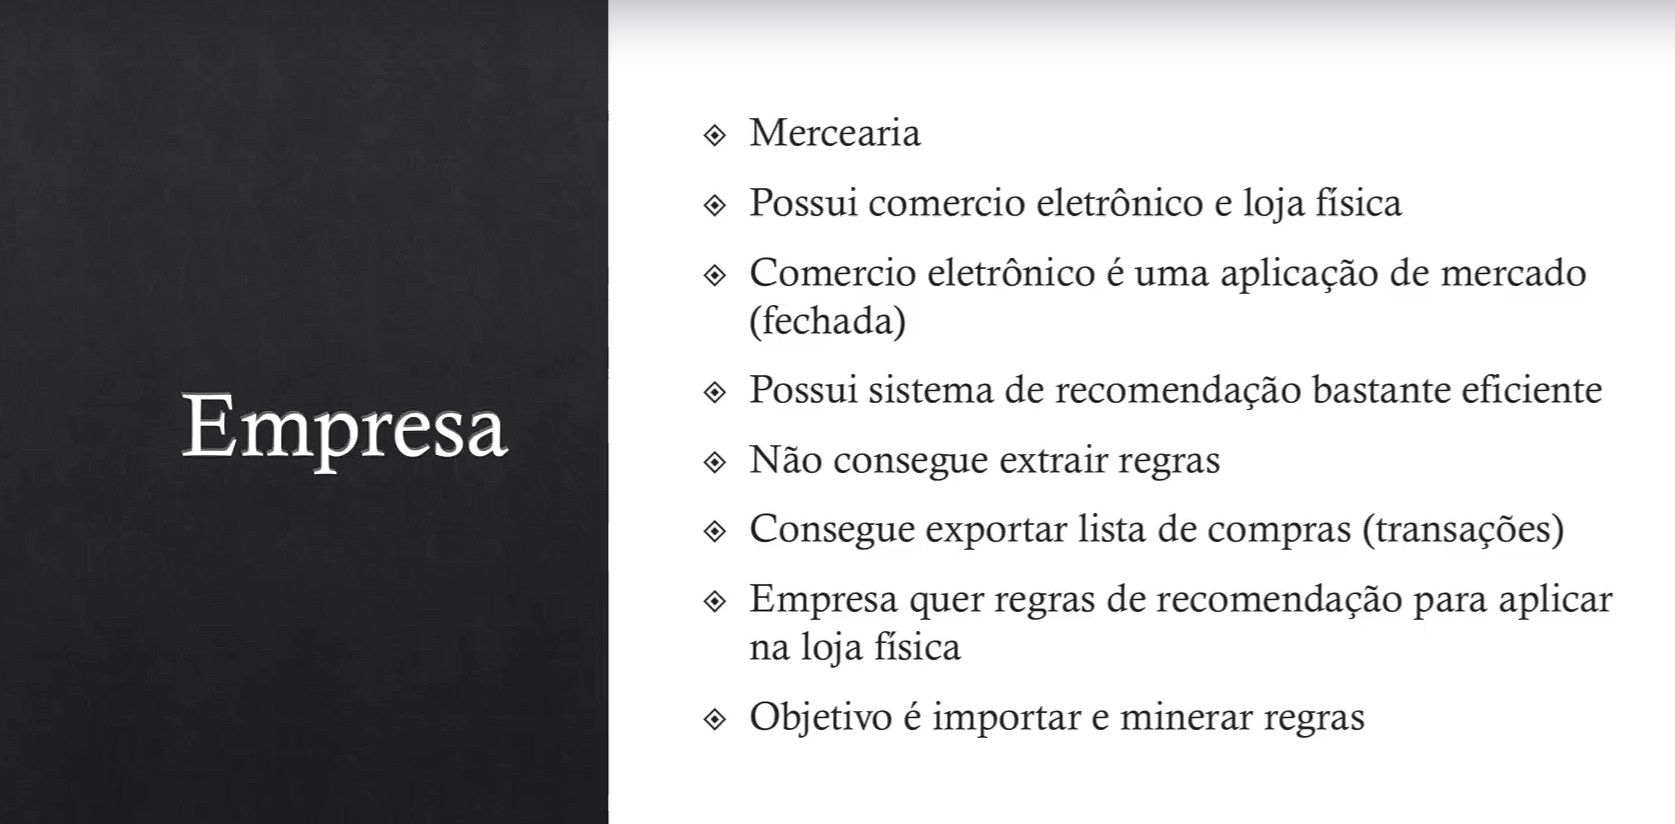 Empresa
Mercearia
Possui comercio eletrônico e loja física
Comercio eletrônico é uma aplicação de mercado
(fechada)
Possui sistema de recomendação bastante eficiente
Não consegue extrair regras
Consegue exportar lista de compras (transações)
Empresa quer regras de recomendação para aplicar
na loja física
Objetivo é importar e minerar regras